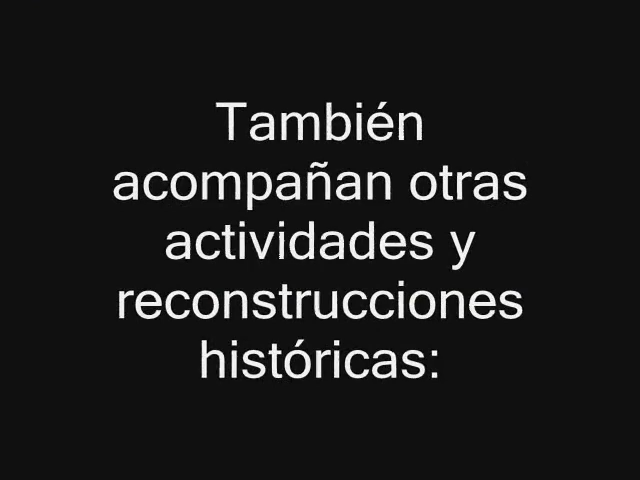 También
acompañan otras
actividades y
reconstrucciones
históricas: